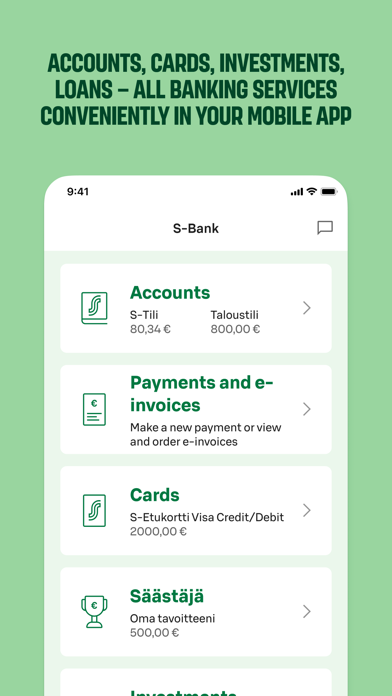 ACCOUNTS, CARDS, INVESTMENTS,
LOANS – ALL BANKING SERVICES
CONVENIENTLY IN YOUR MOBILE APP
9:41
S-Bank
Accounts
S-Tili Taloustili
80,34 € 800,00 €
Payments and e-
invoices
€
Make a new payment or view
and order e-invoices
Cards
S-Etukortti Visa Credit/Debit
2000,00 €
Säästäjä
€
Oma tavoitteeni
500,00 €
Investments